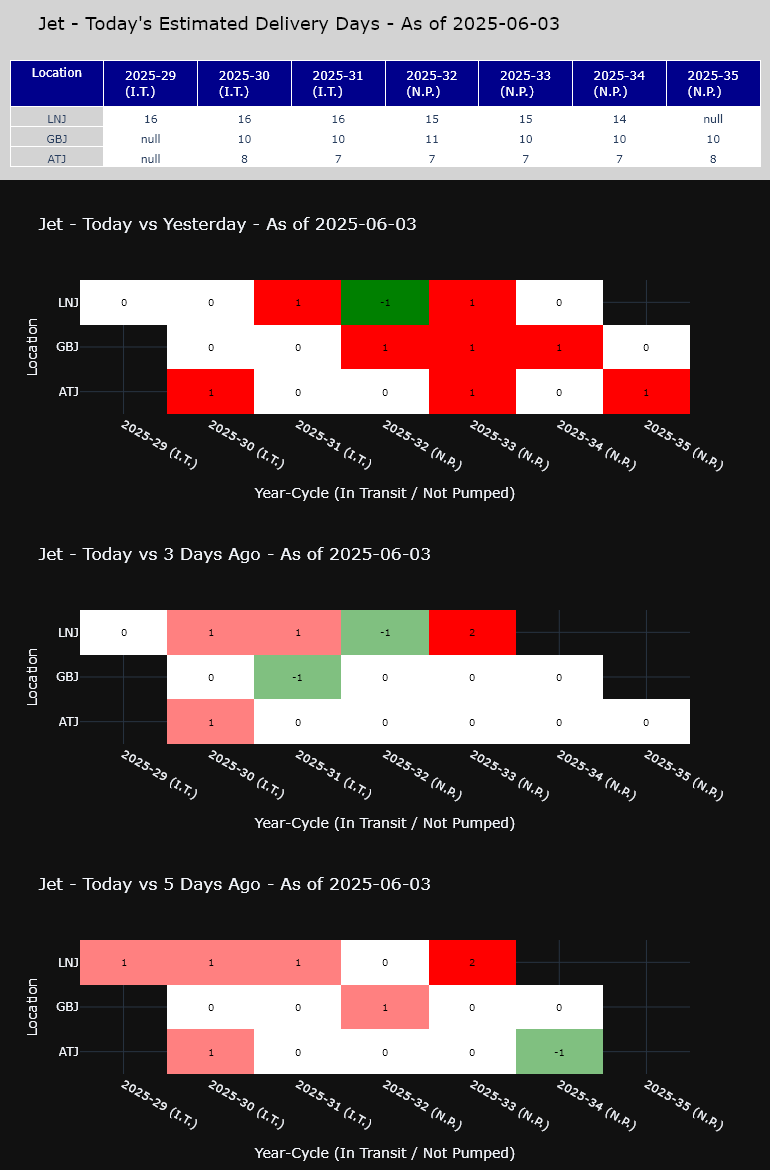 Jet - Today's Estimated Delivery Days - As of 2025-06-03
Location 2025-29 (I.T.) 2025-30 (I.T.) 2025-31 (I.T.) 2025-32 (N.P.) 2025-33 (N.P.) 2025-34 (N.P.) 2025-35 (N.P.)
LNJ 16 16 16 15 15 14 null
GBJ null 10 10 11 10 10 10
ATJ null 8 7 7 7 7 8
Jet - Today vs Yesterday - As of 2025-06-03
Location
LNJ 0 0 1 -1 1 0
GBJ 0 0 1 1 1 0
ATJ 1 0 0 1 0 1
2025-29 (I.T.) 2025-30 (I.T.) 2025-31 (I.T.) 2025-32 (N.P.) 2025-33 (N.P.) 2025-34 (N.P.) 2025-35 (N.P.)
Year-Cycle (In Transit / Not Pumped)
Jet - Today vs 3 Days Ago - As of 2025-06-03
Location
LNJ 0 1 1 -1 2
GBJ 0 -1 0 0 0
ATJ 1 0 0 0 0 0
2025-29 (I.T.) 2025-30 (I.T.) 2025-31 (I.T.) 2025-32 (N.P.) 2025-33 (N.P.) 2025-34 (N.P.) 2025-35 (N.P.)
Year-Cycle (In Transit / Not Pumped)
Jet - Today vs 5 Days Ago - As of 2025-06-03
Location
LNJ 1 1 1 0 2
GBJ 0 0 1 0 0
ATJ 1 0 0 0 -1
2025-29 (I.T.) 2025-30 (I.T.) 2025-31 (I.T.) 2025-32 (N.P.) 2025-33 (N.P.) 2025-34 (N.P.) 2025-35 (N.P.)
Year-Cycle (In Transit / Not Pumped)